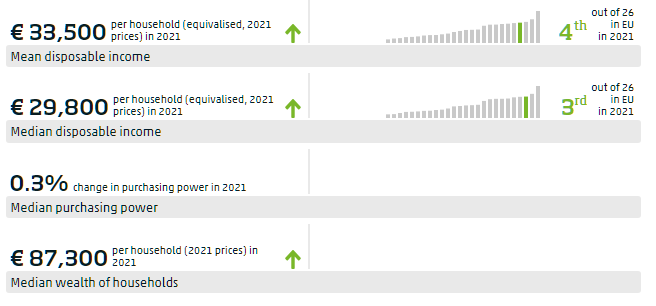 € 33,500 per household (equivalised, 2021
prices) in 2021
4th
out of 26
in EU
in 2021
Mean disposable income
€ 29,800 per household (equivalised, 2021
prices) in 2021
3rd
out of 26
in EU
in 2021
Median disposable income
0.3% change in purchasing power in 2021
Median purchasing power
€ 87,300 per household (2021 prices) in
2021
Median wealth of households